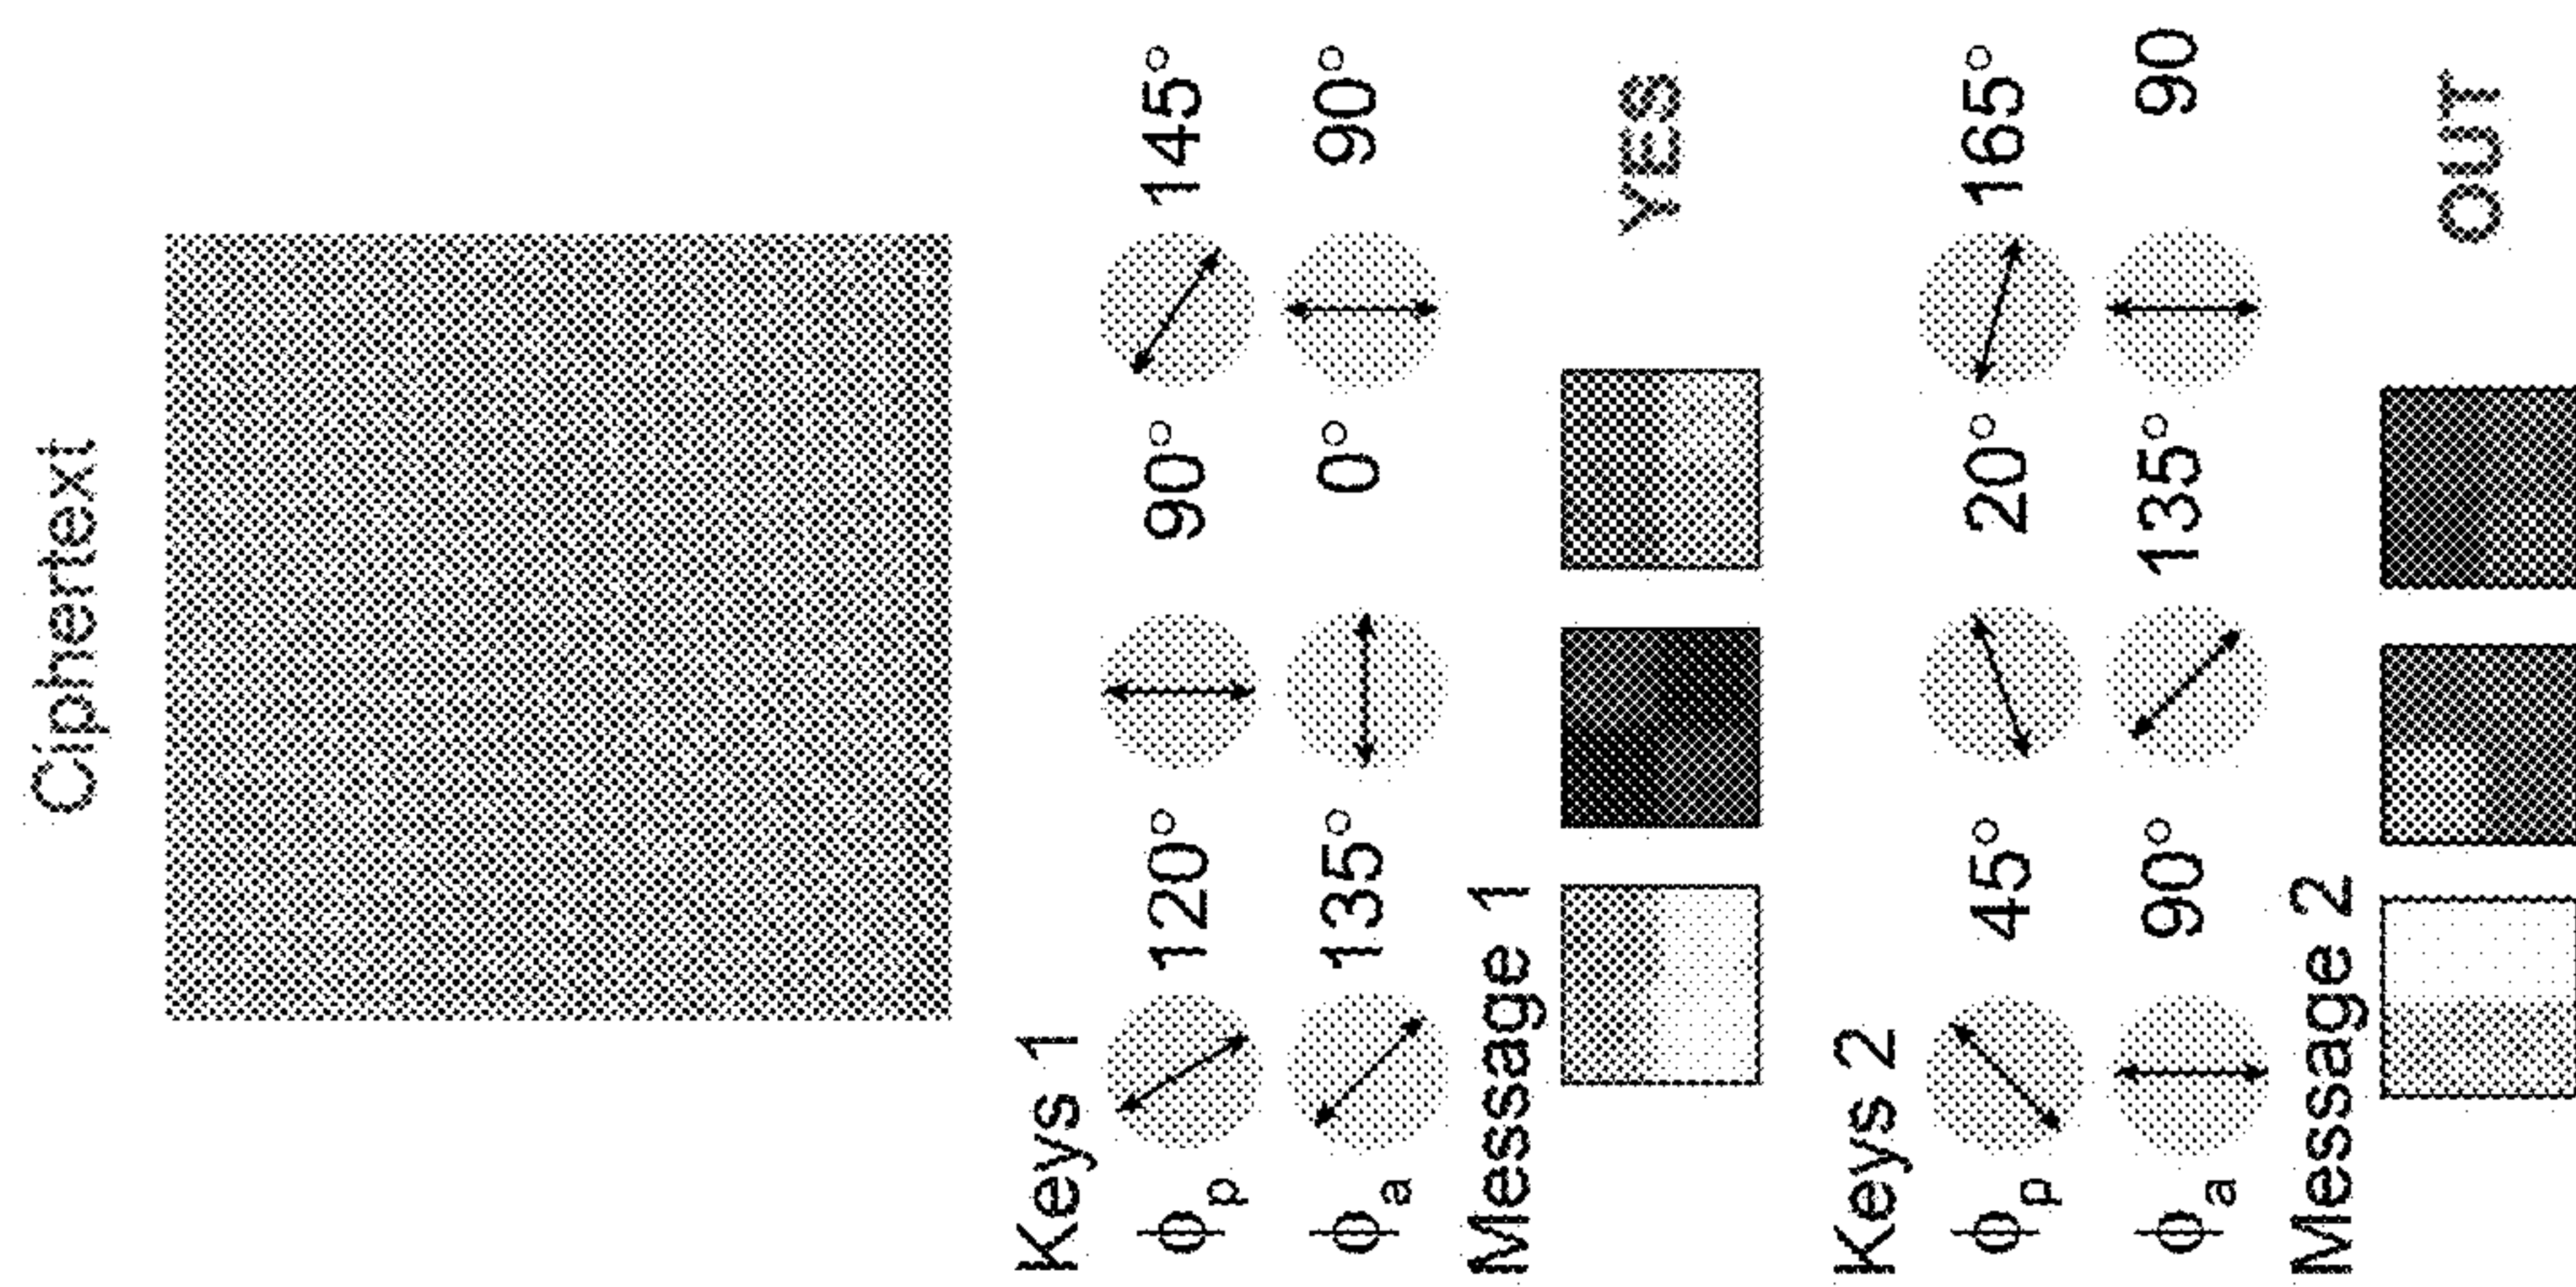 Ciphertext
Keys 1
ϕp 120° 90° 145°
ϕa 135° 0° 90°
Message 1
YES
Keys 2
ϕp 45° 20° 165°
ϕa 90° 135° 90
Message 2
OUT